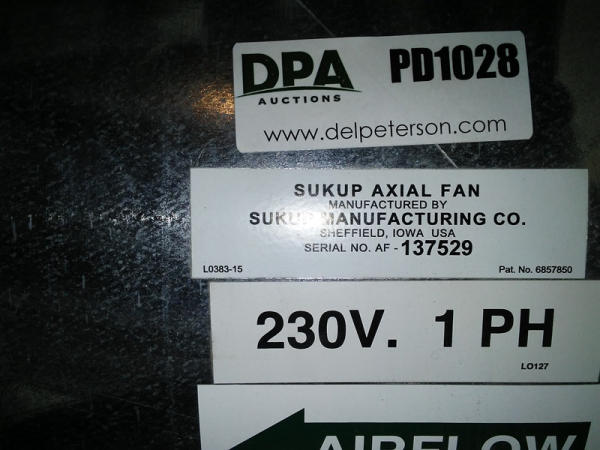 DPA
AUCTIONS
PD1028
www.delpeterson.com
SUKUP AXIAL FAN
MANUFACTURED BY
SUKUP MANUFACTURING CO.
SHEFFIELD, IOWA USA
SERIAL NO. AF - 137529
L0383-15 Pat. No. 6857850
230V. 1 PH
LO127
AIRFLOW